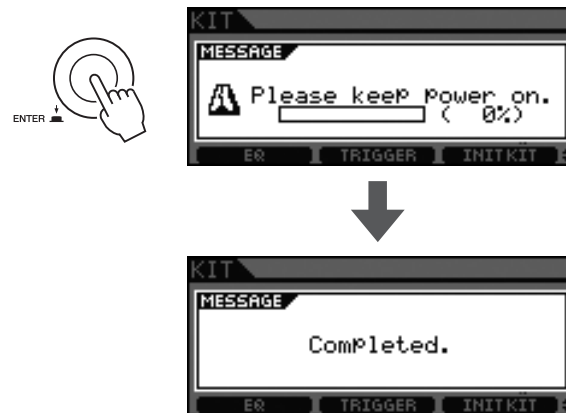 KIT
MESSAGE
Please keep power on.
( 0%)
EQ TRIGGER INITKIT
ENTER
KIT
MESSAGE
Completed.
EQ TRIGGER INITKIT